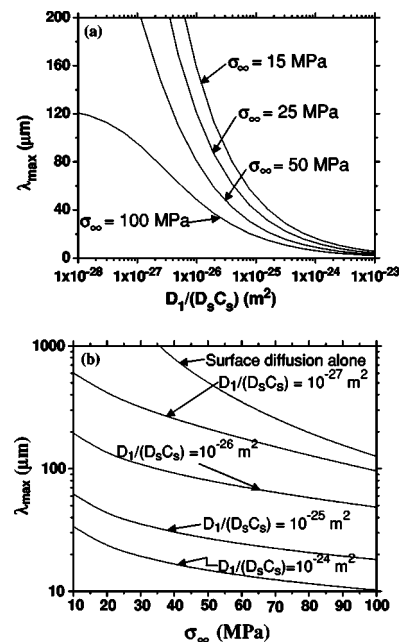 (a)
200
160
120
80
40
0
λmax (μm)
σ∞ = 15 MPa
σ∞ = 25 MPa
σ∞ = 50 MPa
σ∞ = 100 MPa
1x10⁻²⁸ 1x10⁻²⁷ 1x10⁻²⁶ 1x10⁻²⁵ 1x10⁻²⁴ 1x10⁻²³
D₁/(DₛCₛ) (m²)
(b)
1000
100
10
λmax (μm)
Surface diffusion alone
D₁/(DₛCₛ) = 10⁻²⁷ m²
D₁/(DₛCₛ) = 10⁻²⁶ m²
D₁/(DₛCₛ) = 10⁻²⁵ m²
D₁/(DₛCₛ)=10⁻²⁴ m²
10 20 30 40 50 60 70 80 90 100
σ∞ (MPa)